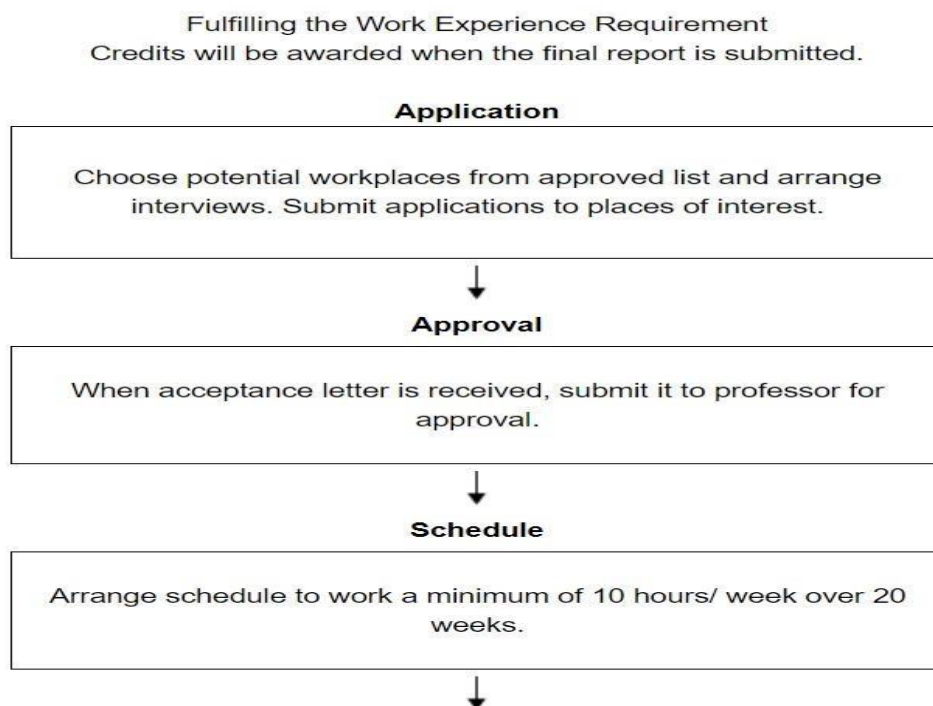 Fulfilling the Work Experience Requirement
Credits will be awarded when the final report is submitted.
Application
Choose potential workplaces from approved list and arrange
interviews. Submit applications to places of interest.
Approval
When acceptance letter is received, submit it to professor for
approval.
Schedule
Arrange schedule to work a minimum of 10 hours/ week over 20
weeks.